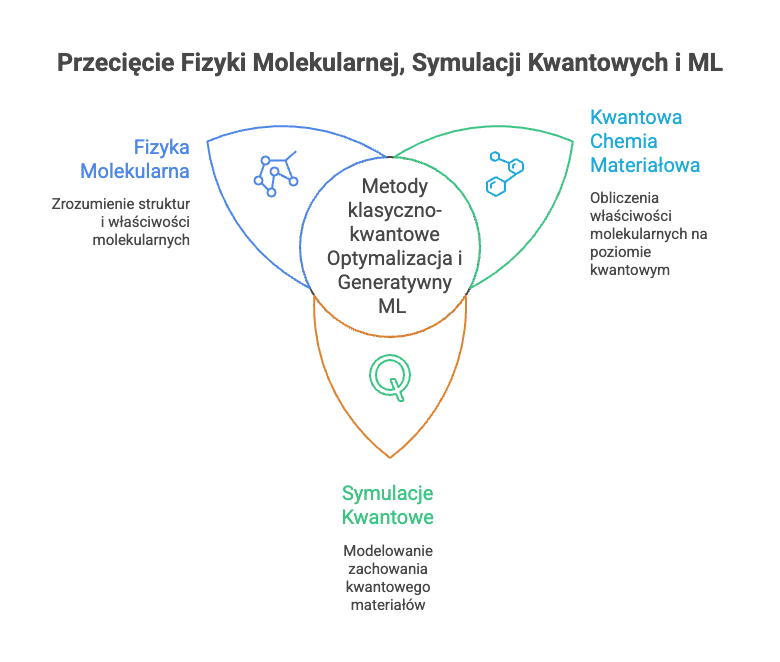 Przecięcie Fizyki Molekularnej, Symulacji Kwantowych i ML
Fizyka
Molekularna
Zrozumienie struktur
i właściwości
molekularnych
Kwantowa
Chemia
Materiałowa
Obliczenia
właściwości
molekularnych na
poziomie
kwantowym
Metody
klasyczno-
kwantowe
Optymalizacja i
Generatywny
ML
Symulacje
Kwantowe
Modelowanie
zachowania
kwantowego
materiałów